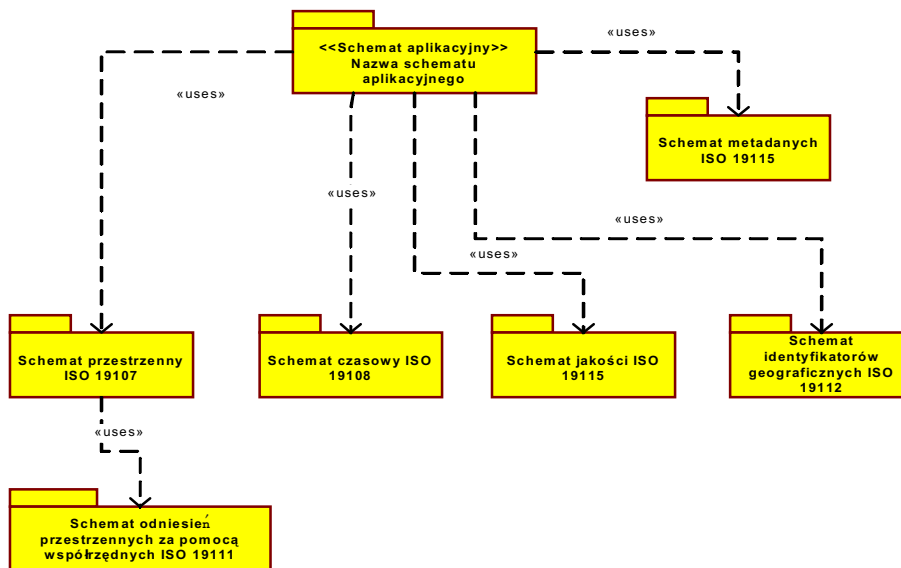 <<Schemat aplikacyjny>>
Nazwa schematu
aplikacyjnego
«uses»
«uses»
Schemat metadanych
ISO 19115
«uses»
«uses»
«uses»
Schemat przestrzenny
ISO 19107
Schemat czasowy ISO
19108
Schemat jakości ISO
19115
Schemat
identyfikatorów
geograficznych ISO
19112
«uses»
Schemat odniesień
przestrzennych za pomocą
współrzędnych ISO 19111